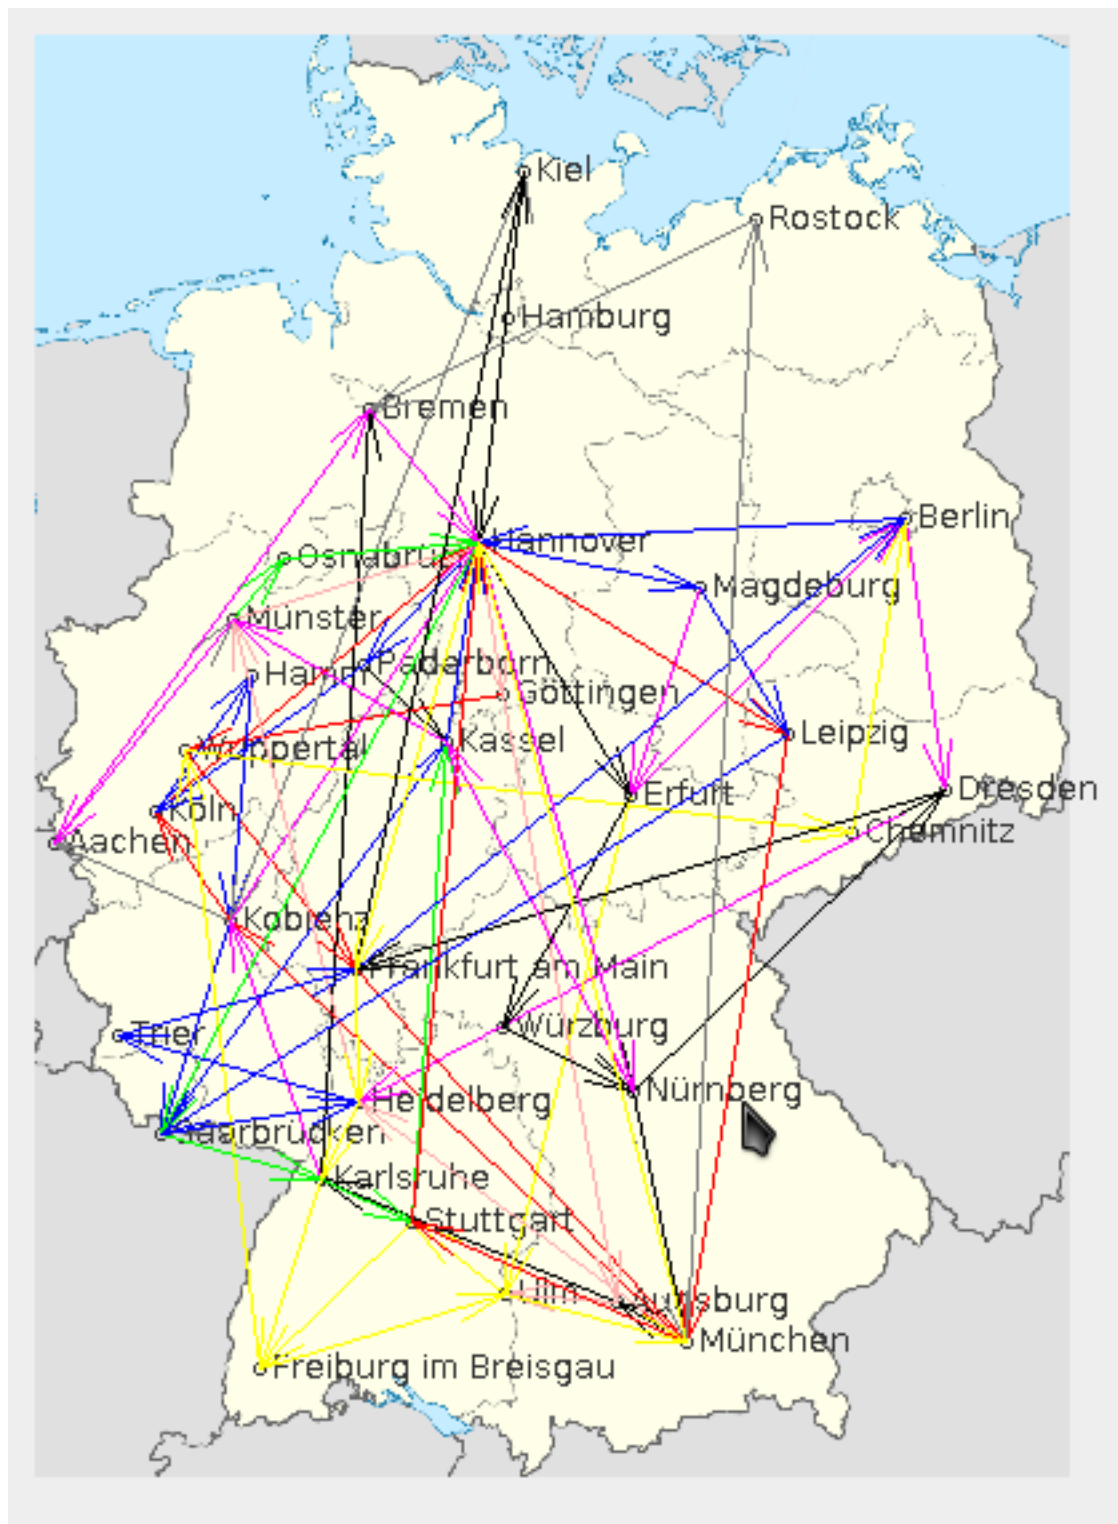 Kiel
Rostock
Hamburg
Bremen
Berlin
Hannover
Osnabrüc
Magdeburg
Münster
Paderborn
Hamm
Göttingen
Leipzig
Kassel
Wuppertal
Dresden
Erfurt
Köln
Chemnitz
Aachen
Koblenz
Frankfurt am Main
Würzburg
Trier
Nürnberg
Heidelberg
Saarbrücken
Karlsruhe
Stuttgart
Ulm
Augsburg
München
Freiburg im Breisgau